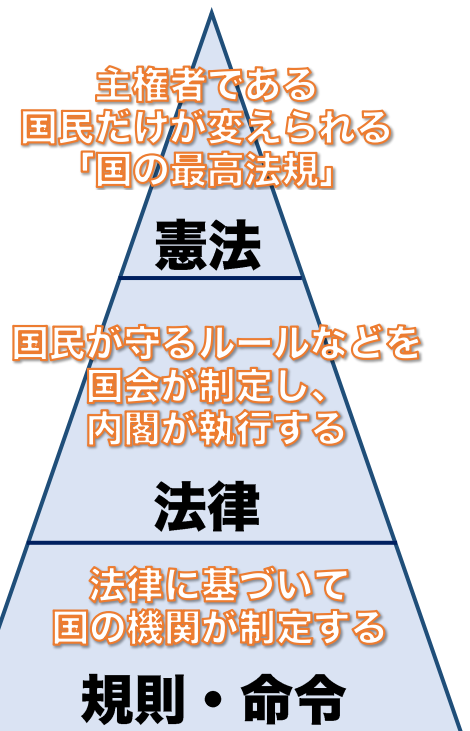 主権者である
国民だけが変えられる
「国の最高法規」
憲法
国民が守るルールなどを
国会が制定し、
内閣が執行する
法律
法律に基づいて
国の機関が制定する
規則・命令